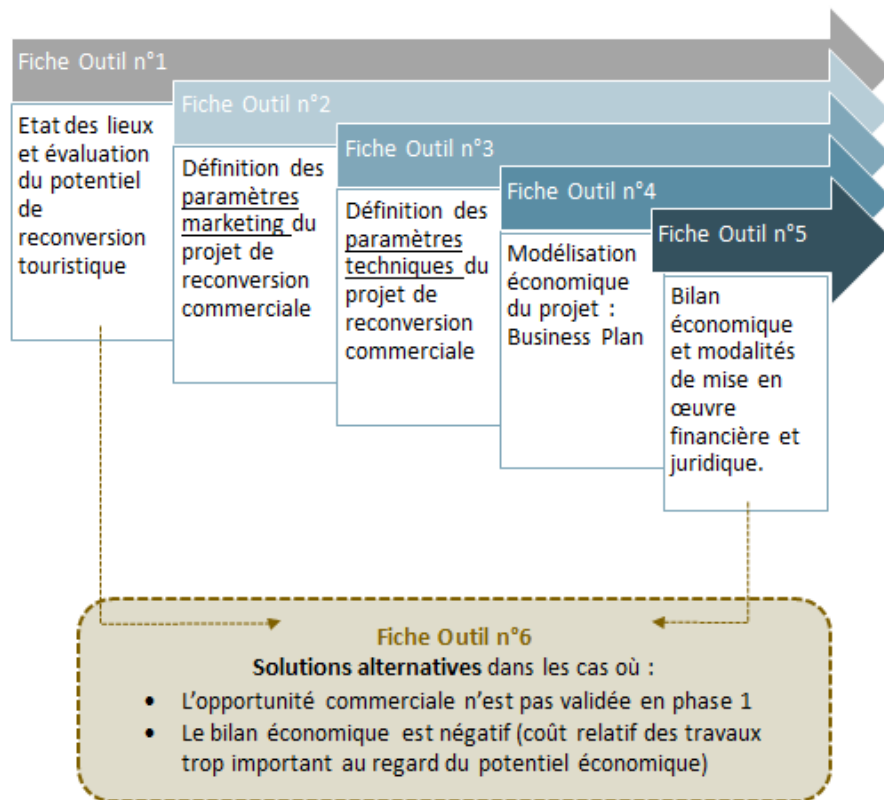 Fiche Outil n°1
Etat des lieux
et évaluation
du potentiel
de
reconversion
touristique
Fiche Outil n°2
Définition des
paramètres
marketing du
projet de
reconversion
commerciale
Fiche Outil n°3
Définition des
paramètres
techniques du
projet de
reconversion
commerciale
Fiche Outil n°4
Modélisation
économique
du projet :
Business Plan
Fiche Outil n°5
Bilan
économique
et modalités
de mise en
œuvre
financière et
juridique.
Fiche Outil n°6
Solutions alternatives dans les cas où :
• L'opportunité commerciale n'est pas validée en phase 1
• Le bilan économique est négatif (coût relatif des travaux
trop important au regard du potentiel économique)